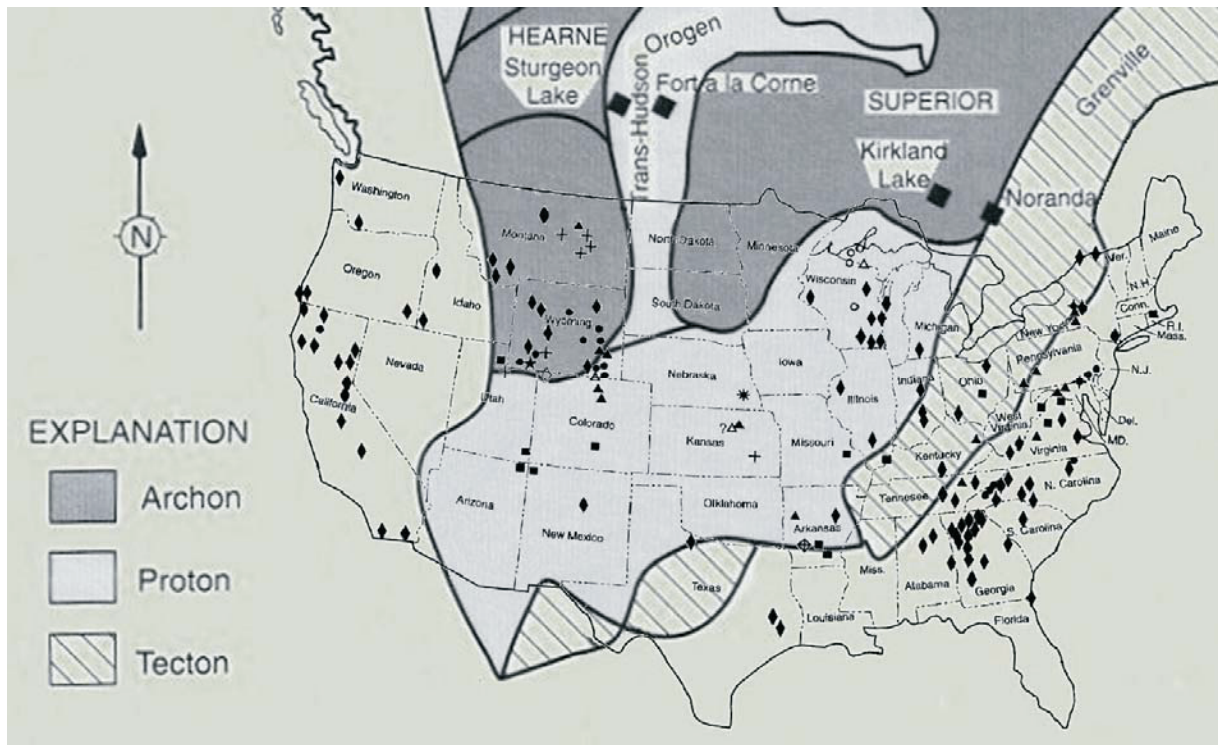 HEARNE
Sturgeon
Lake
Trans-Hudson
Orogen
Fort a la Corne
SUPERIOR
Kirkland
Lake
Grenville
Noranda
Washington
Montana
North Dakota
Minnesota
Maine
Ver.
N.H.
Oregon
Idaho
Wyoming
South Dakota
Wisconsin
Michigan
New York
Conn.
R.I.
Mass.
N
Nevada
Utah
Nebraska
Iowa
Pennsylvania
N.J.
California
Colorado
Kansas
?
Missouri
Illinois
Indiana
Ohio
West
Virginia
Virginia
Del.
MD.
Kentucky
Arizona
New Mexico
Oklahoma
Arkansas
Tennesee
N. Carolina
S. Carolina
Texas
Louisiana
Miss.
Alabama
Georgia
Florida
EXPLANATION
Archon
Proton
Tecton